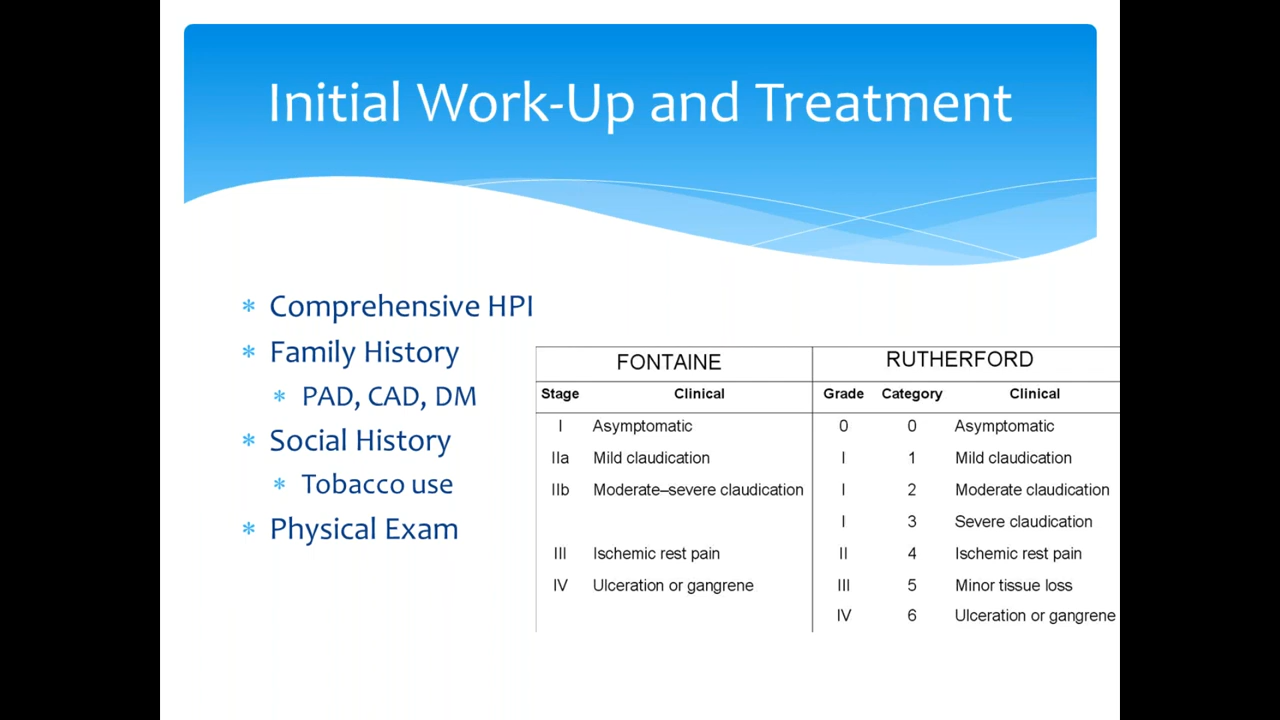 Initial Work-Up and Treatment
* Comprehensive HPI
* Family History
* PAD, CAD, DM
* Social History
* Tobacco use
* Physical Exam
FONTAINE RUTHERFORD
Stage Clinical Grade Category Clinical
I Asymptomatic 0 0 Asymptomatic
IIa Mild claudication I 1 Mild claudication
IIb Moderate–severe claudication I 2 Moderate claudication
I 3 Severe claudication
III Ischemic rest pain II 4 Ischemic rest pain
IV Ulceration or gangrene III 5 Minor tissue loss
IV 6 Ulceration or gangrene